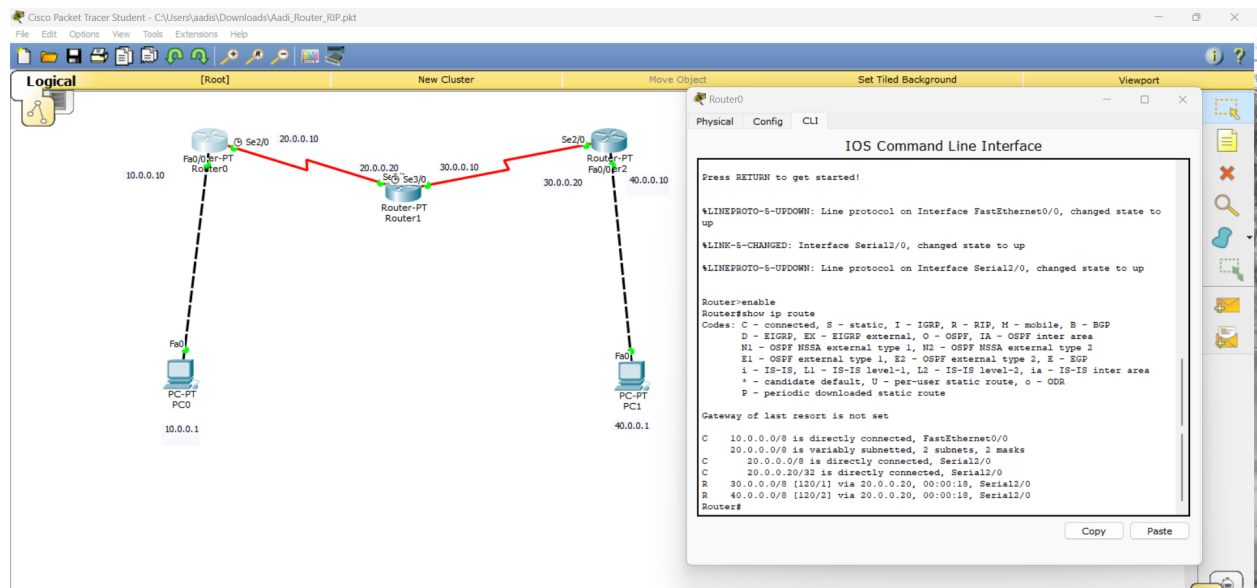 Cisco Packet Tracer Student - C:\Users\aadis\Downloads\Aadi_Router_RIP.pkt
File Edit Options View Tools Extensions Help
Logical [Root] New Cluster Move Object Set Tiled Background Viewport
Se2/0 20.0.0.10
Fa0/0
er-PT
Router0
10.0.0.10
20.0.0.20
30.0.0.10
Se3/0
Router-PT
Router1
Se2/0
Router-PT
Fa0/0
er2
30.0.0.20
40.0.0.10
Fa0
PC-PT
PC0
10.0.0.1
Fa0
PC-PT
PC1
40.0.0.1
Router0
Physical Config CLI
IOS Command Line Interface
Press RETURN to get started!
%LINEPROTO-5-UPDOWN: Line protocol on Interface FastEthernet0/0, changed state to
up
%LINK-5-CHANGED: Interface Serial2/0, changed state to up
%LINEPROTO-5-UPDOWN: Line protocol on Interface Serial2/0, changed state to up
Router>enable
Router#show ip route
Codes: C - connected, S - static, I - IGRP, R - RIP, M - mobile, B - BGP
D - EIGRP, EX - EIGRP external, O - OSPF, IA - OSPF inter area
N1 - OSPF NSSA external type 1, N2 - OSPF NSSA external type 2
E1 - OSPF external type 1, E2 - OSPF external type 2, E - EGP
i - IS-IS, L1 - IS-IS level-1, L2 - IS-IS level-2, ia - IS-IS inter area
* - candidate default, U - per-user static route, o - ODR
P - periodic downloaded static route
Gateway of last resort is not set
C 10.0.0.0/8 is directly connected, FastEthernet0/0
20.0.0.0/8 is variably subnetted, 2 subnets, 2 masks
C 20.0.0.0/8 is directly connected, Serial2/0
C 20.0.0.20/32 is directly connected, Serial2/0
R 30.0.0.0/8 [120/1] via 20.0.0.20, 00:00:18, Serial2/0
R 40.0.0.0/8 [120/2] via 20.0.0.20, 00:00:18, Serial2/0
Router#
Copy Paste